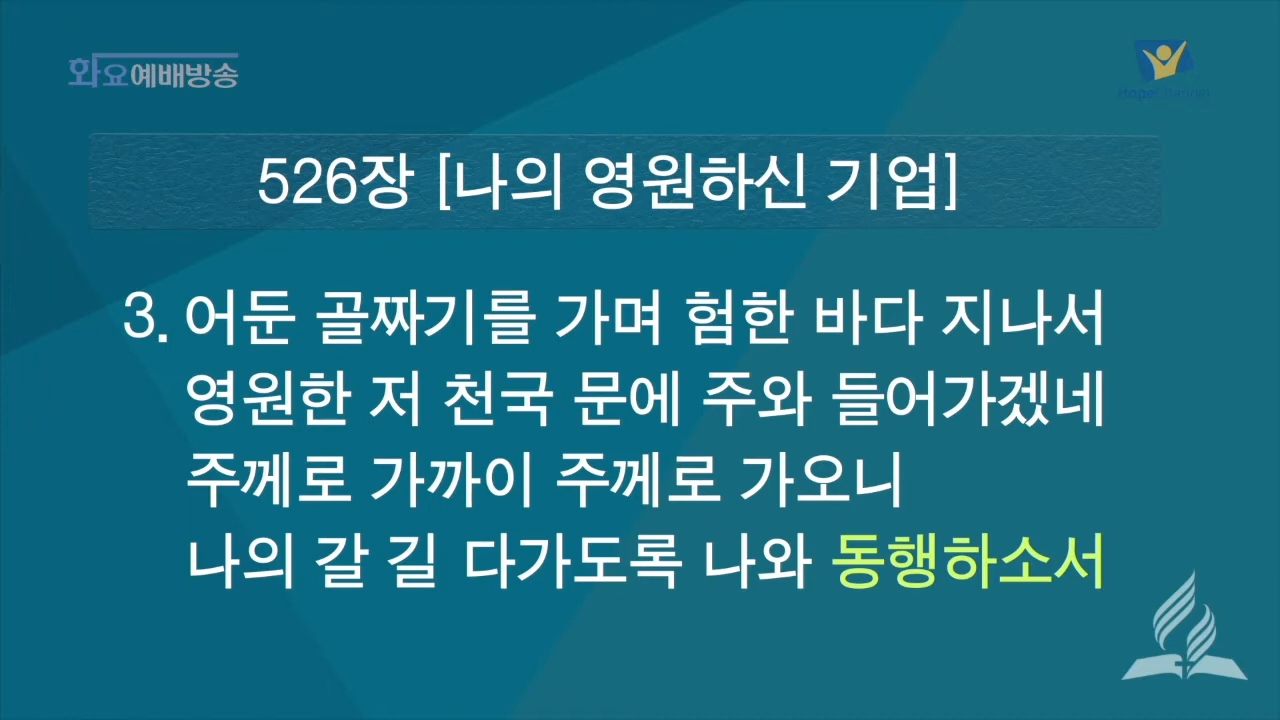 화요예배방송
HopeChannel
526장 [나의 영원하신 기업]
3. 어둔 골짜기를 가며 험한 바다 지나서
영원한 저 천국 문에 주와 들어가겠네
주께로 가까이 주께로 가오니
나의 갈 길 다가도록 나와 동행하소서